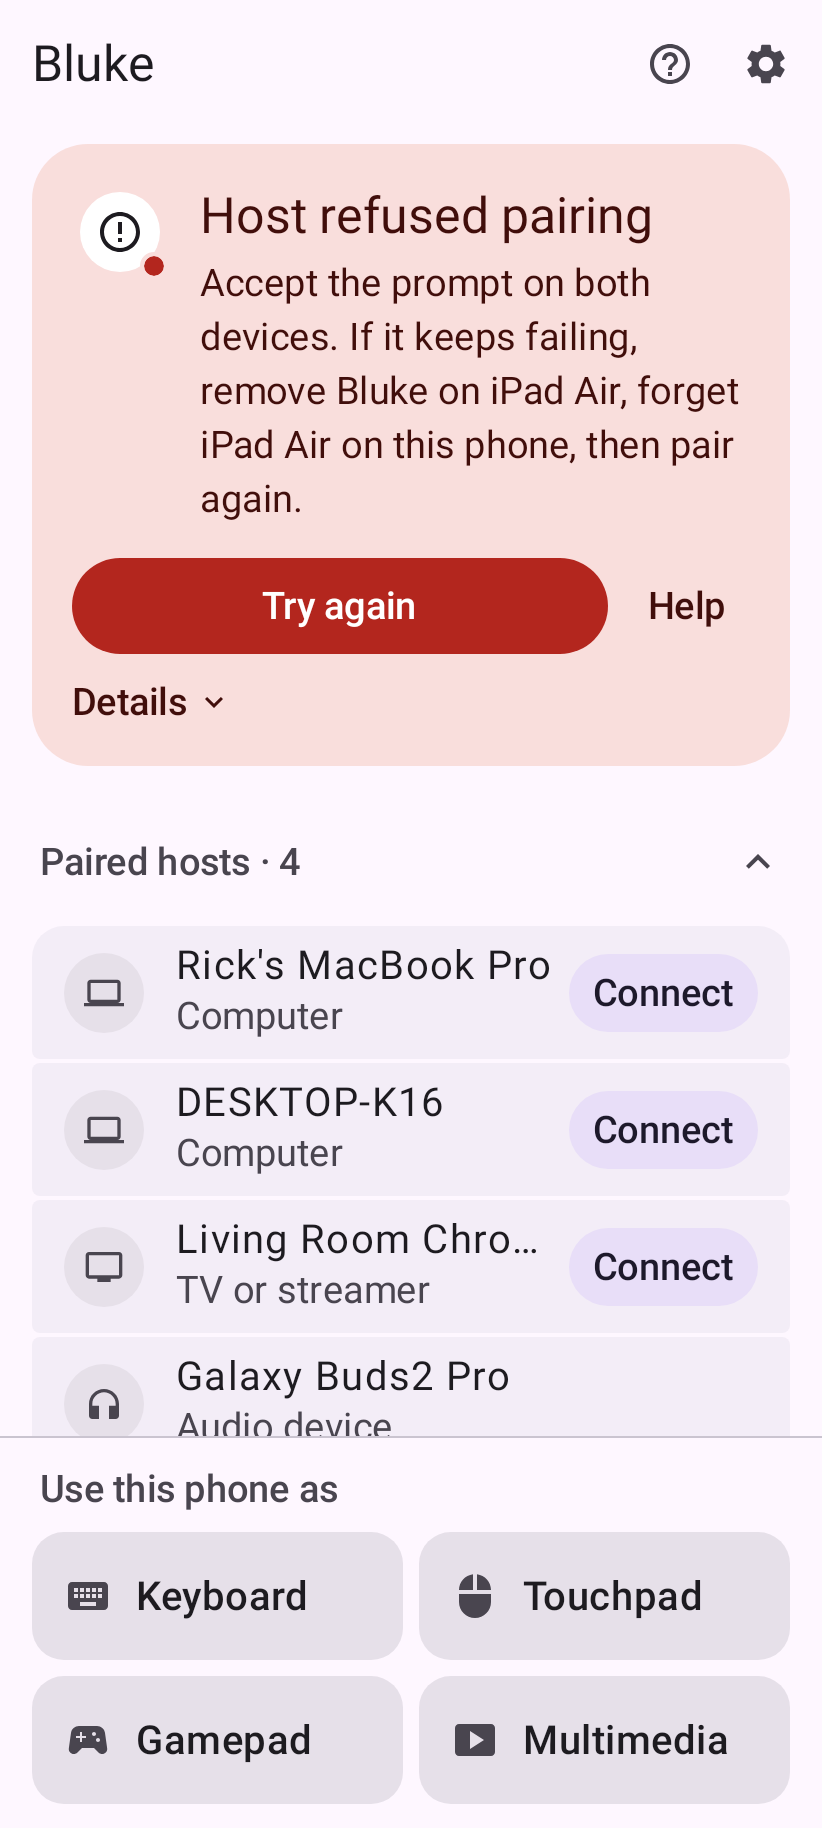 Bluke
Host refused pairing
Accept the prompt on both
devices. If it keeps failing,
remove Bluke on iPad Air, forget
iPad Air on this phone, then pair
again.
Try again
Help
Details
Paired hosts · 4
Rick's MacBook Pro
Computer
Connect
DESKTOP-K16
Computer
Connect
Living Room Chro…
TV or streamer
Connect
Galaxy Buds2 Pro
Audio device
Use this phone as
Keyboard
Touchpad
Gamepad
Multimedia